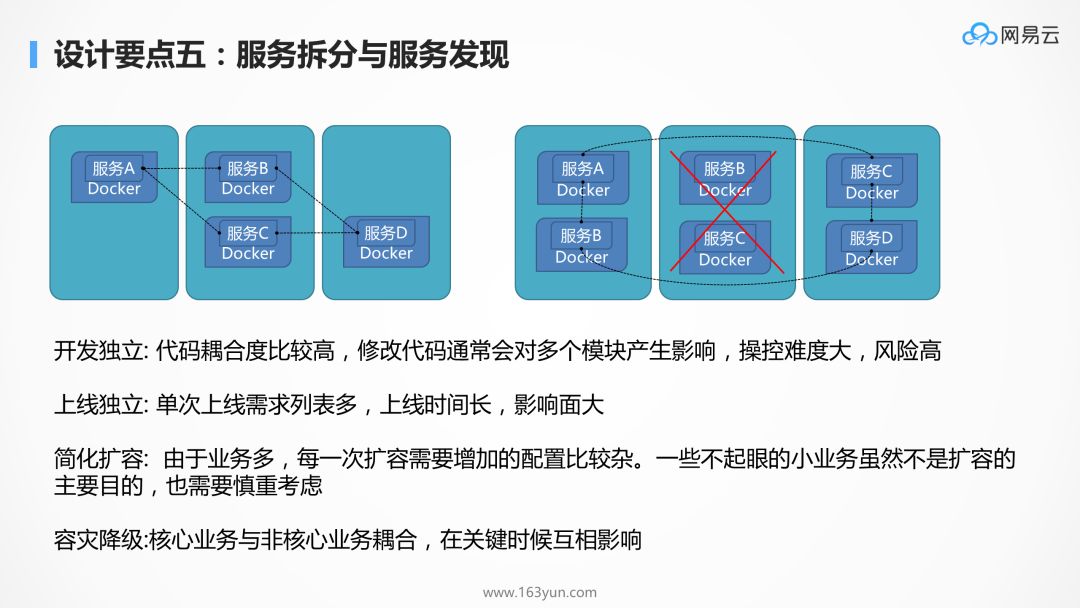 设计要点五：服务拆分与服务发现
网易云
服务A
Docker
服务B
Docker
服务C
Docker
服务D
Docker
服务A
Docker
服务B
Docker
服务B
Docker
服务C
Docker
服务C
Docker
服务D
Docker
开发独立: 代码耦合度比较高，修改代码通常会对多个模块产生影响，操控难度大，风险高
上线独立: 单次上线需求列表多，上线时间长，影响面大
简化扩容: 由于业务多，每一次扩容需要增加的配置比较杂。一些不起眼的小业务虽然不是扩容的
主要目的，也需要慎重考虑
容灾降级:核心业务与非核心业务耦合，在关键时候互相影响
www.163yun.com